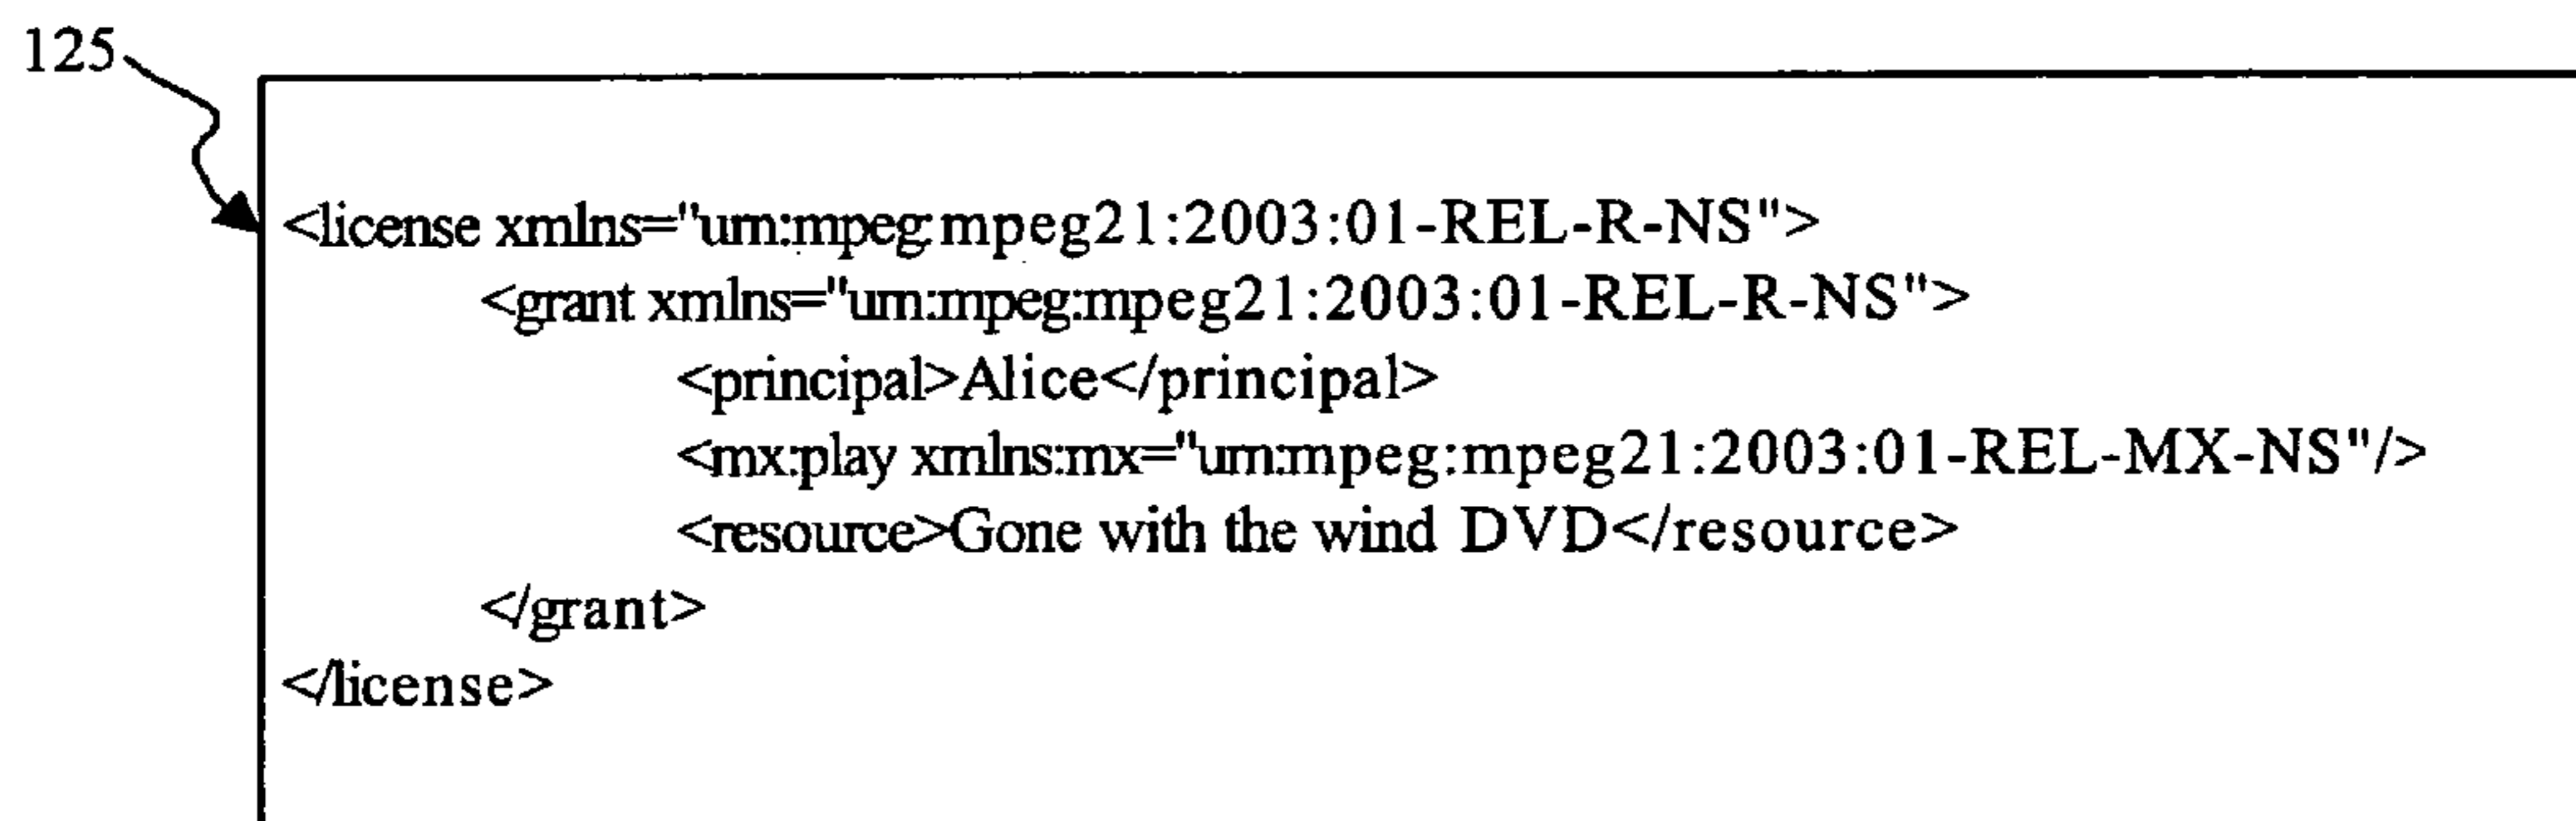 125
<license xmlns="urn:mpeg:mpeg21:2003:01-REL-R-NS">
<grant xmlns="urn:mpeg:mpeg21:2003:01-REL-R-NS">
<principal>Alice</principal>
<mx:play xmlns:mx="urn:mpeg:mpeg21:2003:01-REL-MX-NS"/>
<resource>Gone with the wind DVD</resource>
</grant>
</license>